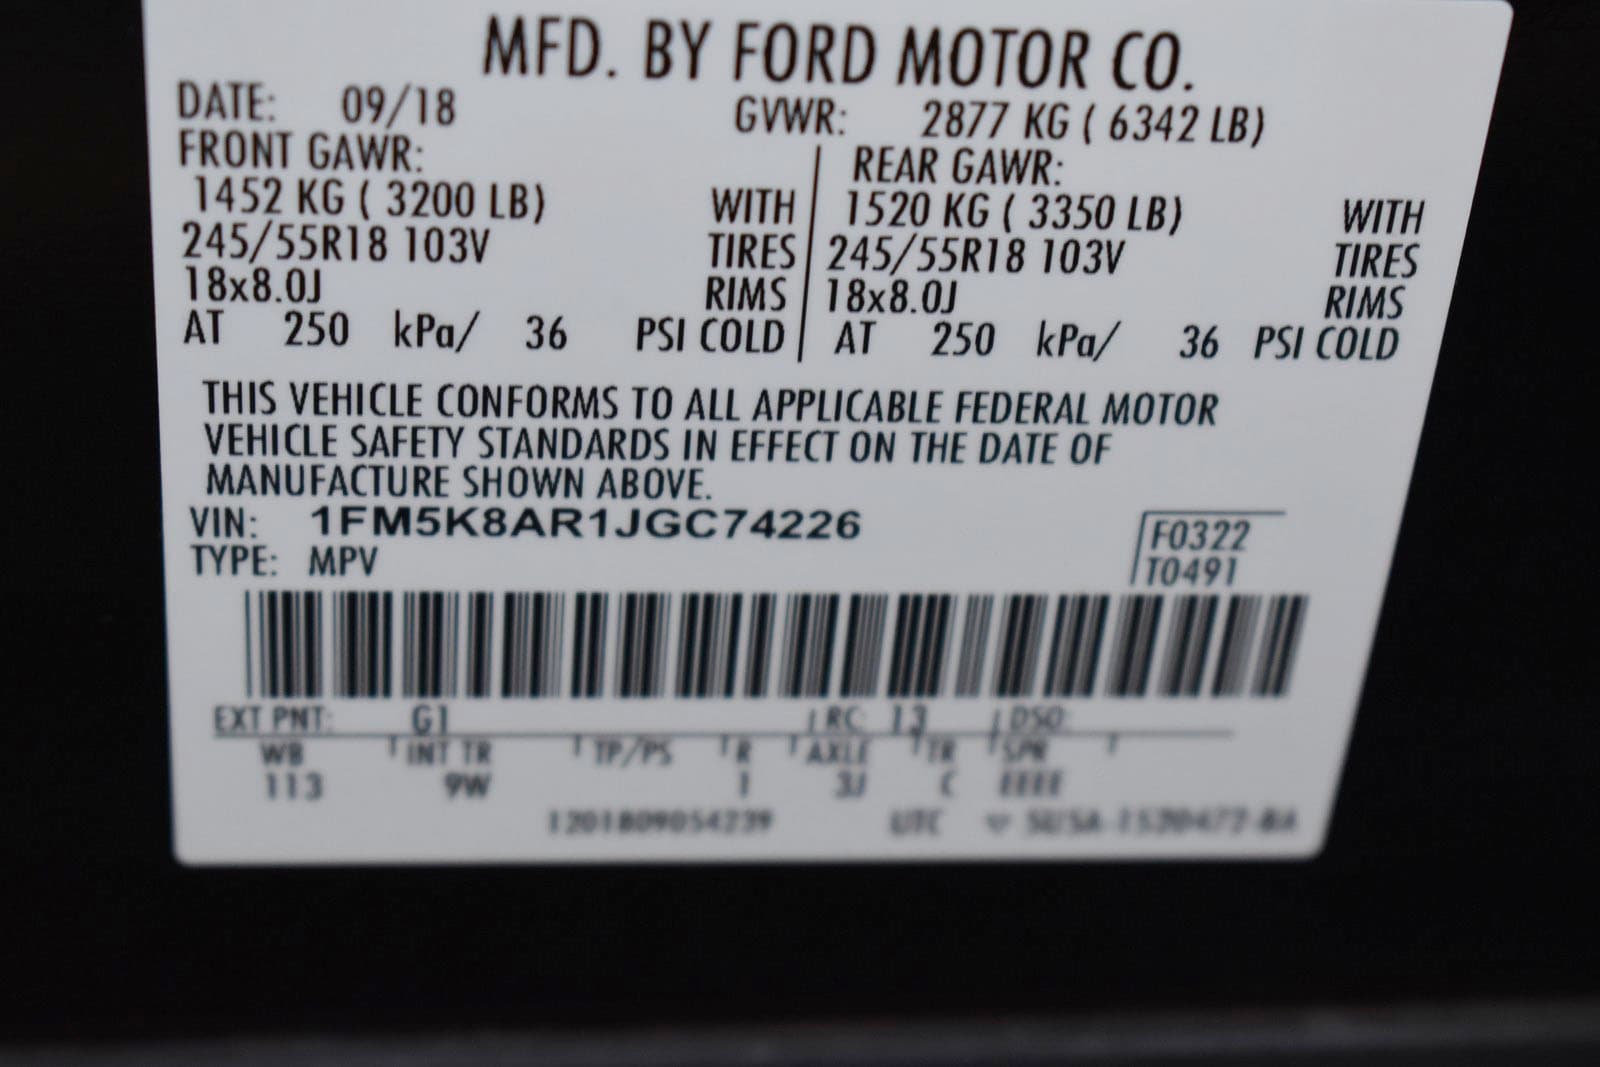 MFD. BY FORD MOTOR CO.
DATE: 09/18 GVWR: 2877 KG ( 6342 LB)
FRONT GAWR: REAR GAWR:
1452 KG ( 3200 LB) WITH 1520 KG ( 3350 LB) WITH
245/55R18 103V TIRES 245/55R18 103V TIRES
18x8.0J RIMS 18x8.0J RIMS
AT 250 kPa/ 36 PSI COLD AT 250 kPa/ 36 PSI COLD
THIS VEHICLE CONFORMS TO ALL APPLICABLE FEDERAL MOTOR
VEHICLE SAFETY STANDARDS IN EFFECT ON THE DATE OF
MANUFACTURE SHOWN ABOVE.
VIN: 1FM5K8AR1JGC74226
TYPE: MPV
F0322
T0491
EXT PNT: G1 RC: 13 DSO:
WB INT TR TP/PS R AXLE TR SPR
113 9W 1 3J C EEEE
1201809054239 UTC